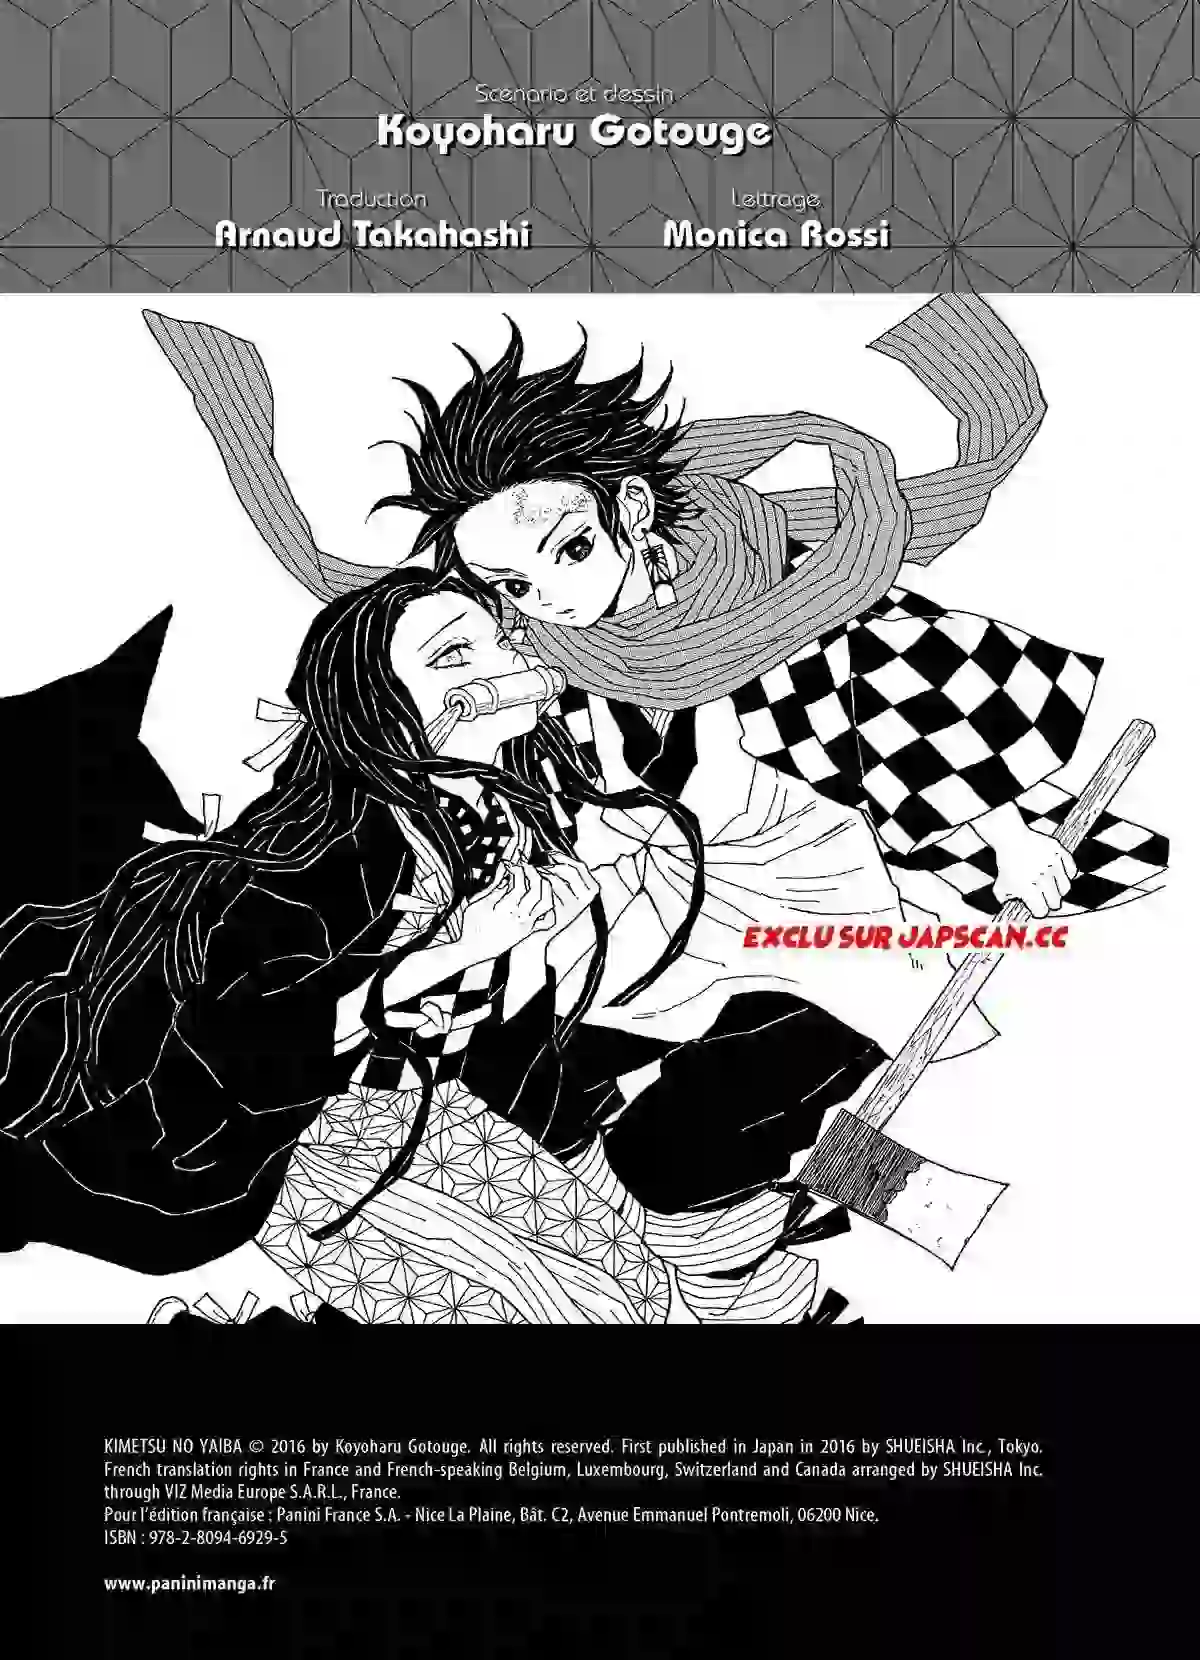 Scénario et dessin
Koyoharu Gotouge
Traduction
Lettrage
Arnaud Takahashi
Monica Rossi
EXCLU SUR JAPSCAN.CC
KIMETSU NO YAIBA © 2016 by Koyoharu Gotouge. All rights reserved. First published in Japan in 2016 by SHUEISHA Inc., Tokyo.
French translation rights in France and French-speaking Belgium, Luxembourg, Switzerland and Canada arranged by SHUEISHA Inc.
through VIZ Media Europe S.A.R.L., France.
Pour l'édition française : Panini France S.A. - Nice La Plaine, Bât. C2, Avenue Emmanuel Pontremoli, 06200 Nice.
ISBN : 978-2-8094-6929-5
www.paninimanga.fr